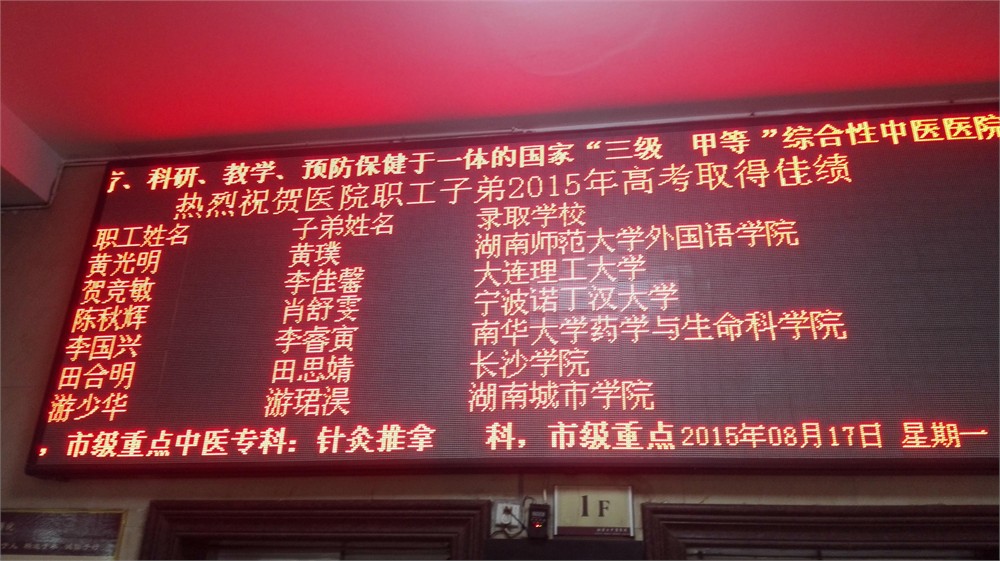 、科研、教学、预防保健于一体的国家“三级 甲等”综合性中医医院
热烈祝贺医院职工子弟2015年高考取得佳绩
职工姓名 子弟姓名 录取学校
黄光明 黄璞 湖南师范大学外国语学院
贺竞敏 李佳馨 大连理工大学
陈秋辉 肖舒雯 宁波诺丁汉大学
李国兴 李睿寅 南华大学药学与生命科学学院
田合明 田思婧 长沙学院
游少华 游珺淏 湖南城市学院
，市级重点中医专科：针灸推拿 科，市级重点2015年08月17日 星期一
1F